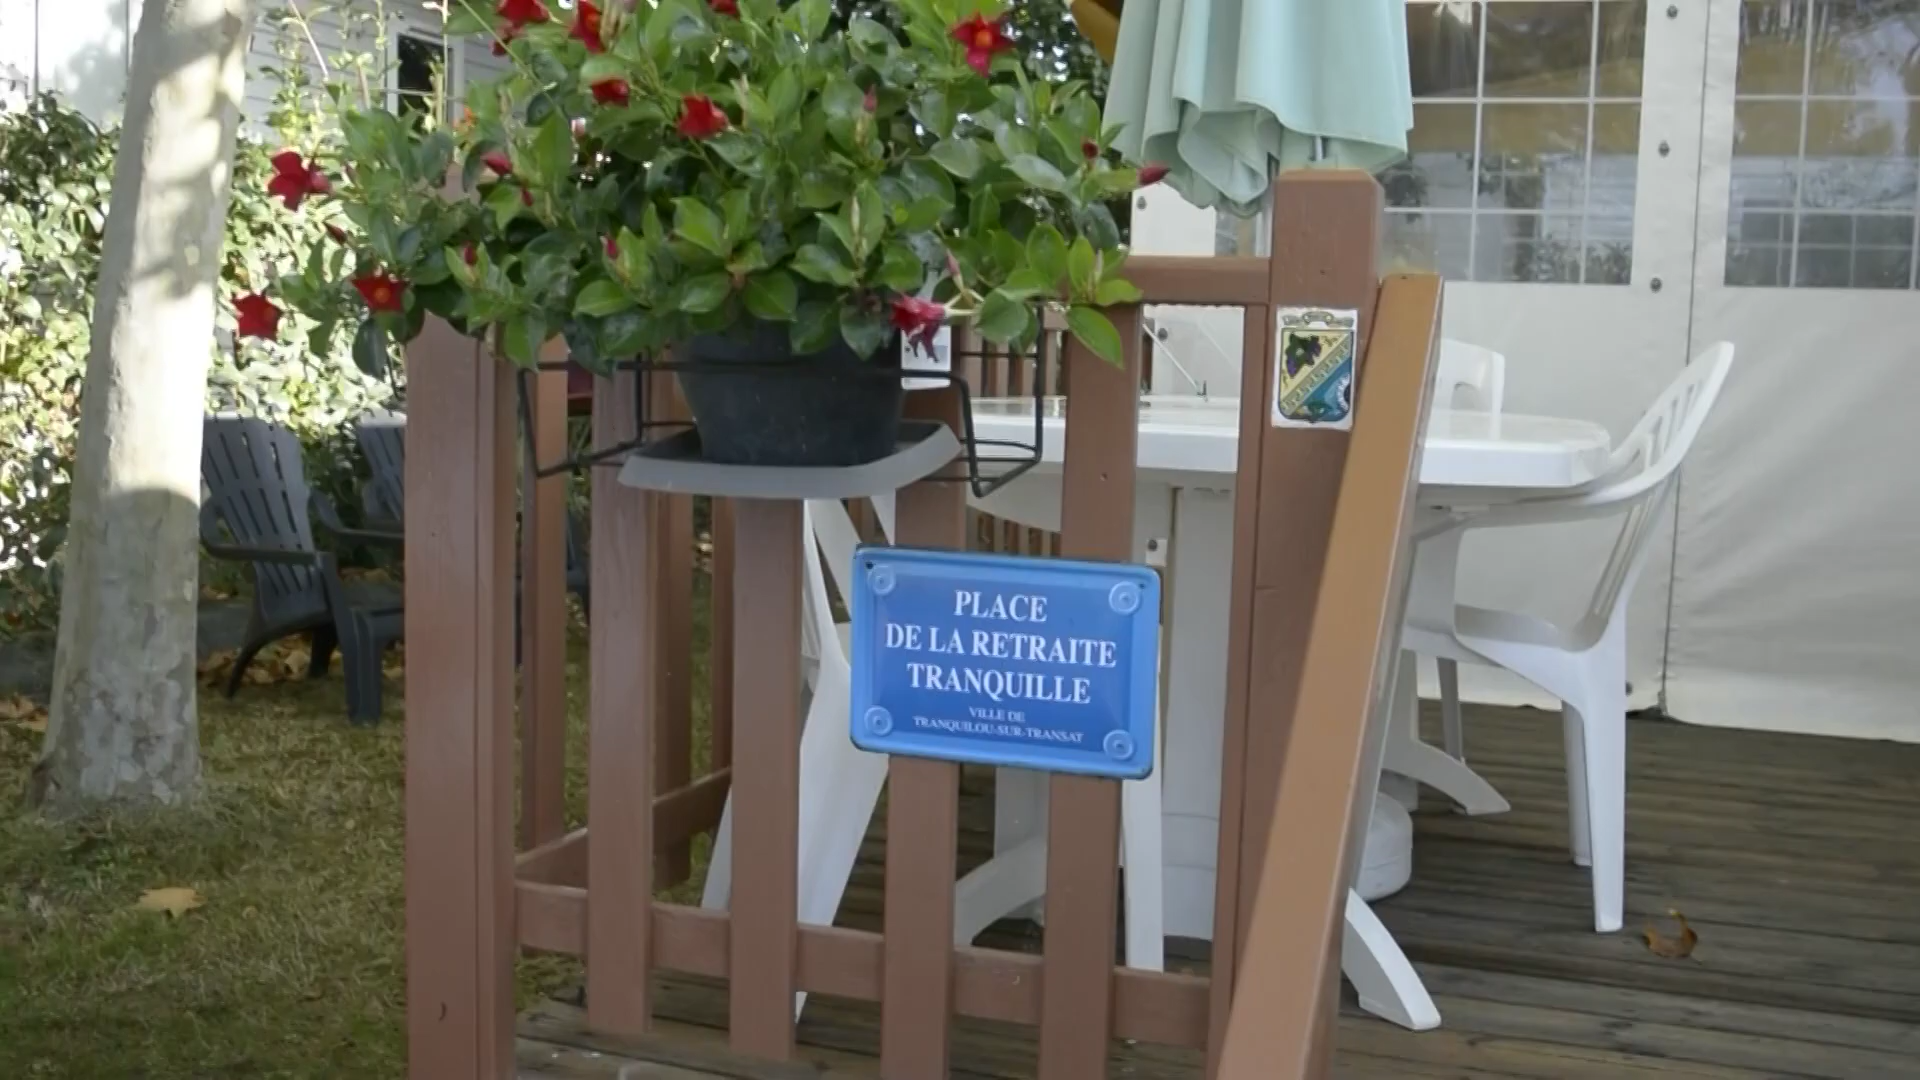 PLACE
DE LA RETRAITE
TRANQUILLE
VILLE DE
TRANQUILOU-SUR-TRANSAT